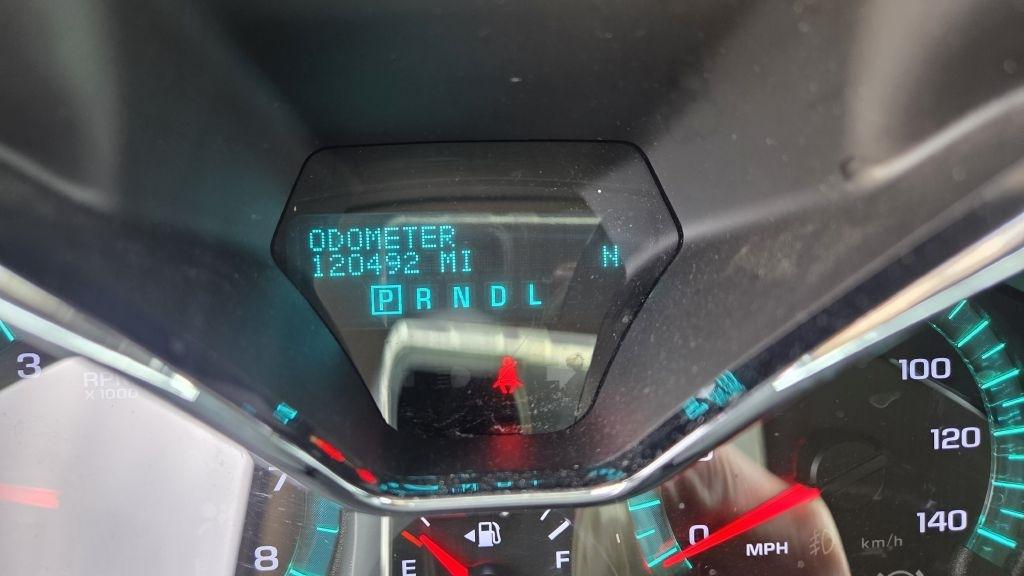 ODOMETER
120492 MI
N
P R N D L
3
RPM
X 1000
7
8
E
F
0
MPH
km/h
100
120
140